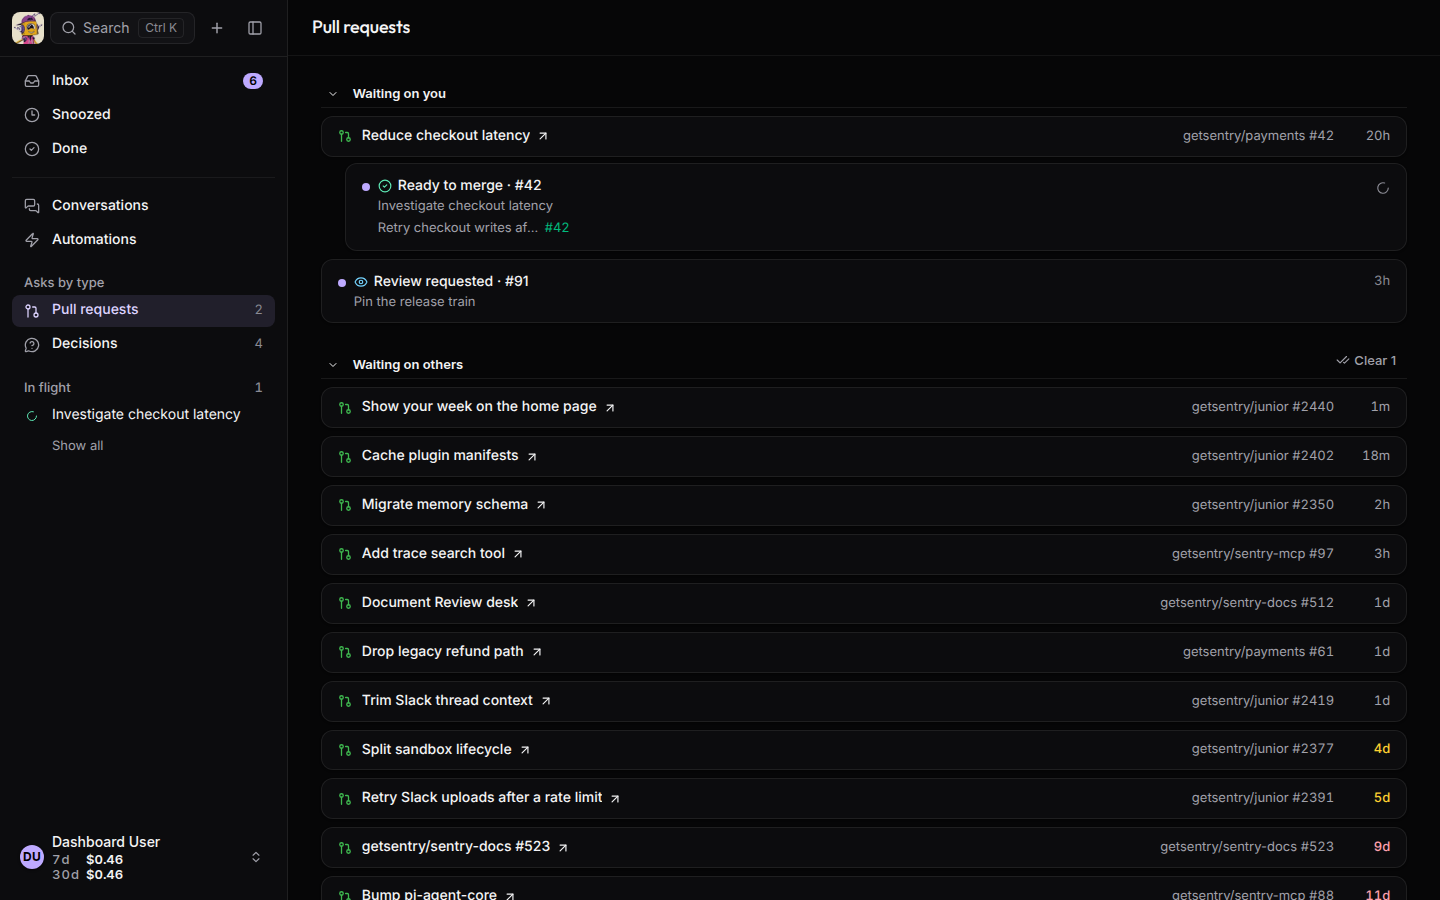 Search Ctrl K
Inbox 6
Snoozed
Done
Conversations
Automations
Asks by type
Pull requests 2
Decisions 4
In flight 1
Investigate checkout latency
Show all
DU Dashboard User
7d $0.46
30d $0.46
Pull requests
Waiting on you
Reduce checkout latency getsentry/payments #42 20h
Ready to merge · #42
Investigate checkout latency
Retry checkout writes af... #42
Review requested · #91 3h
Pin the release train
Waiting on others Clear 1
Show your week on the home page getsentry/junior #2440 1m
Cache plugin manifests getsentry/junior #2402 18m
Migrate memory schema getsentry/junior #2350 2h
Add trace search tool getsentry/sentry-mcp #97 3h
Document Review desk getsentry/sentry-docs #512 1d
Drop legacy refund path getsentry/payments #61 1d
Trim Slack thread context getsentry/junior #2419 1d
Split sandbox lifecycle getsentry/junior #2377 4d
Retry Slack uploads after a rate limit getsentry/junior #2391 5d
getsentry/sentry-docs #523 getsentry/sentry-docs #523 9d
Bump pi-agent-core getsentry/sentry-mcp #88 11d